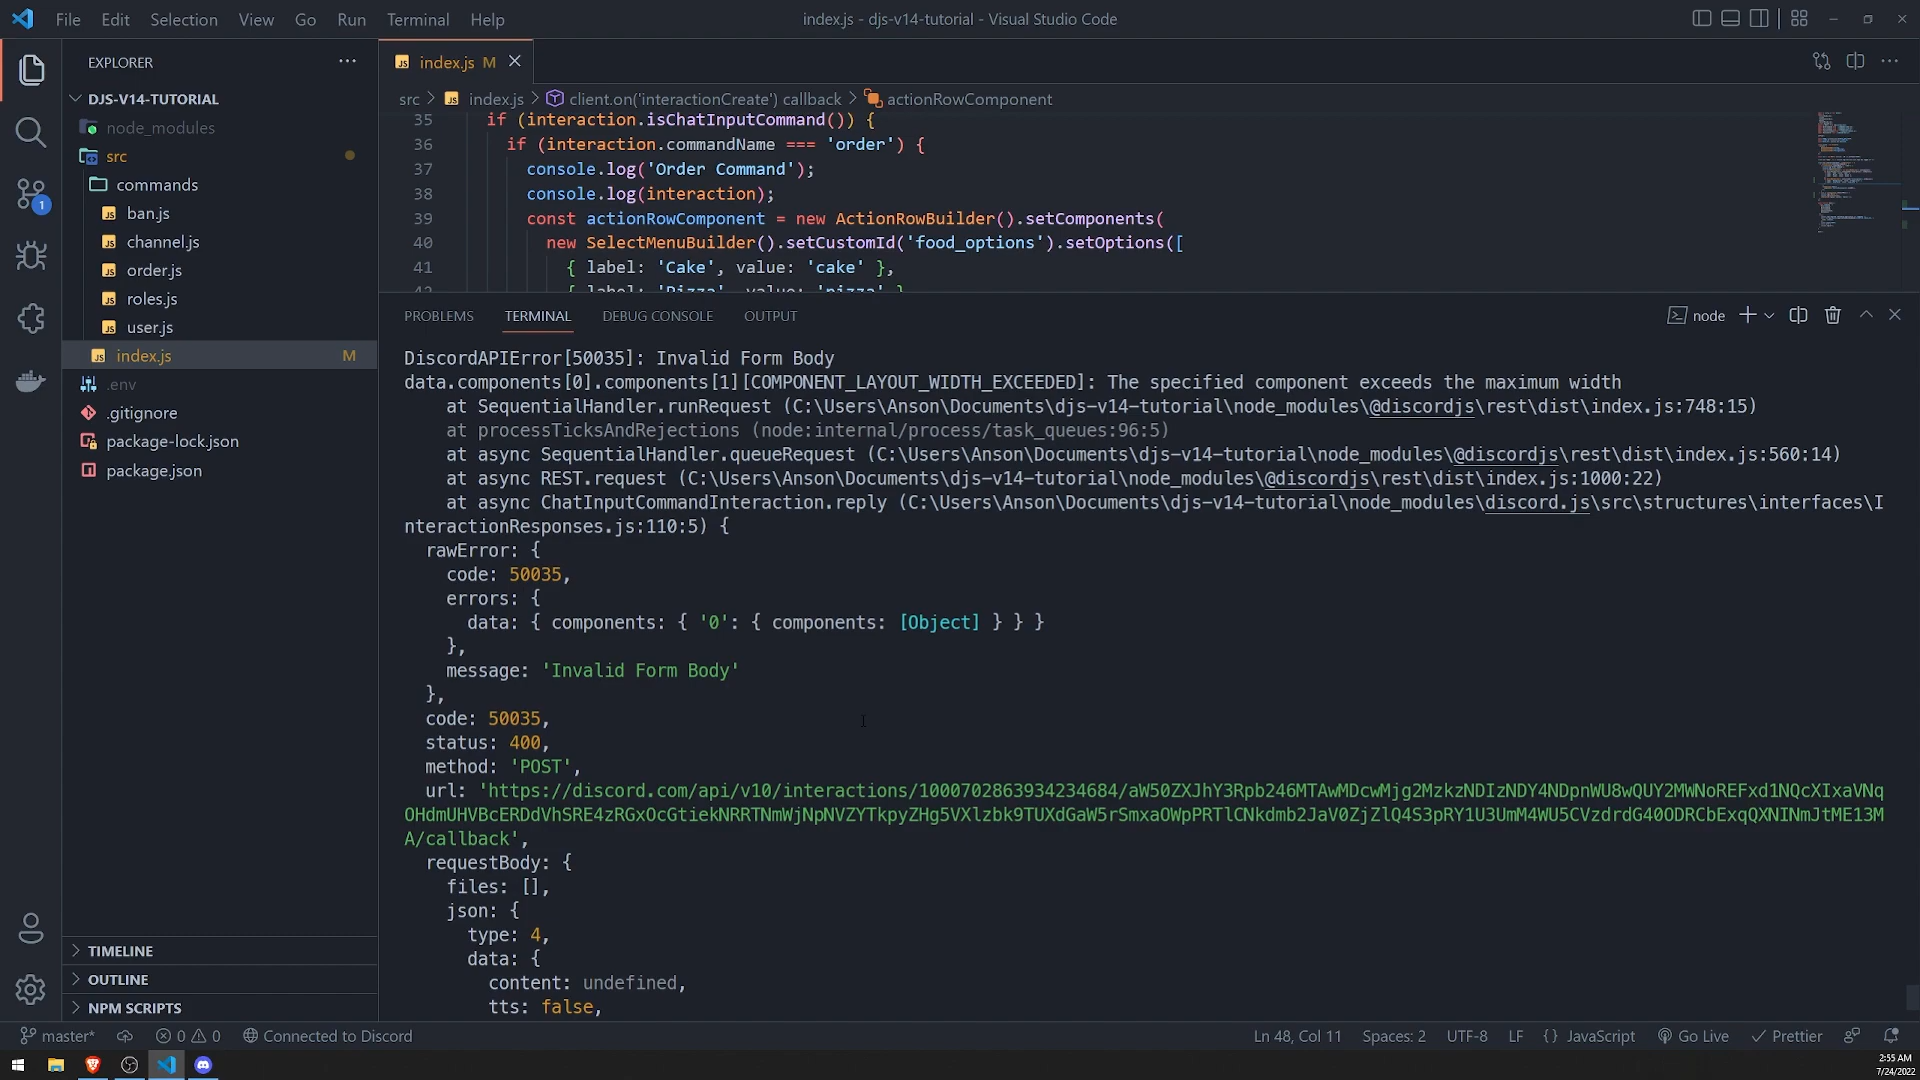 File Edit Selection View Go Run Terminal Help
index.js - djs-v14-tutorial - Visual Studio Code
EXPLORER
DJS-V14-TUTORIAL
node_modules
src
commands
ban.js
channel.js
order.js
roles.js
user.js
index.js M
.env
.gitignore
package-lock.json
package.json
TIMELINE
OUTLINE
NPM SCRIPTS
1
index.js M
src > index.js > client.on('interactionCreate') callback > actionRowComponent
35 if (interaction.isChatInputCommand()) {
36 if (interaction.commandName === 'order') {
37 console.log('Order Command');
38 console.log(interaction);
39 const actionRowComponent = new ActionRowBuilder().setComponents(
40 new SelectMenuBuilder().setCustomId('food_options').setOptions([
41 { label: 'Cake', value: 'cake' },
42 { label: 'Pizza', value: 'pizza' }
PROBLEMS TERMINAL DEBUG CONSOLE OUTPUT
node
DiscordAPIError[50035]: Invalid Form Body
data.components[0].components[1][COMPONENT_LAYOUT_WIDTH_EXCEEDED]: The specified component exceeds the maximum width
at SequentialHandler.runRequest (C:\Users\Anson\Documents\djs-v14-tutorial\node_modules\@discordjs\rest\dist\index.js:748:15)
at processTicksAndRejections (node:internal/process/task_queues:96:5)
at async SequentialHandler.queueRequest (C:\Users\Anson\Documents\djs-v14-tutorial\node_modules\@discordjs\rest\dist\index.js:560:14)
at async REST.request (C:\Users\Anson\Documents\djs-v14-tutorial\node_modules\@discordjs\rest\dist\index.js:1000:22)
at async ChatInputCommandInteraction.reply (C:\Users\Anson\Documents\djs-v14-tutorial\node_modules\discord.js\src\structures\interfaces\I
nteractionResponses.js:110:5) {
rawError: {
code: 50035,
errors: {
data: { components: { '0': { components: [Object] } } }
},
message: 'Invalid Form Body'
},
code: 50035,
status: 400,
method: 'POST',
url: 'https://discord.com/api/v10/interactions/1000702863934234684/aW50ZXJhY3Rpb246MTAwMDcwMjg2MzkzNDIzNDY4NDpnWU8wQUY2MWNoREFxd1NQcXIxaVNq
OHdmUHVBcERDdVhSRE4zRGxOcGtiekNRRTNmWjNpNVZYTkpyZHg5VXlzbk9TUXdGaW5rSmxaOWpPRTlCNkdmb2JaV0ZjZlQ4S3pRY1U3UmM4WU5CVzdrdG40ODRCbExqQXNINmJtME13M
A/callback',
requestBody: {
files: [],
json: {
type: 4,
data: {
content: undefined,
tts: false,
master* 0 0 Connected to Discord
Ln 48, Col 11 Spaces: 2 UTF-8 LF {} JavaScript Go Live Prettier
2:55 AM
7/24/2022